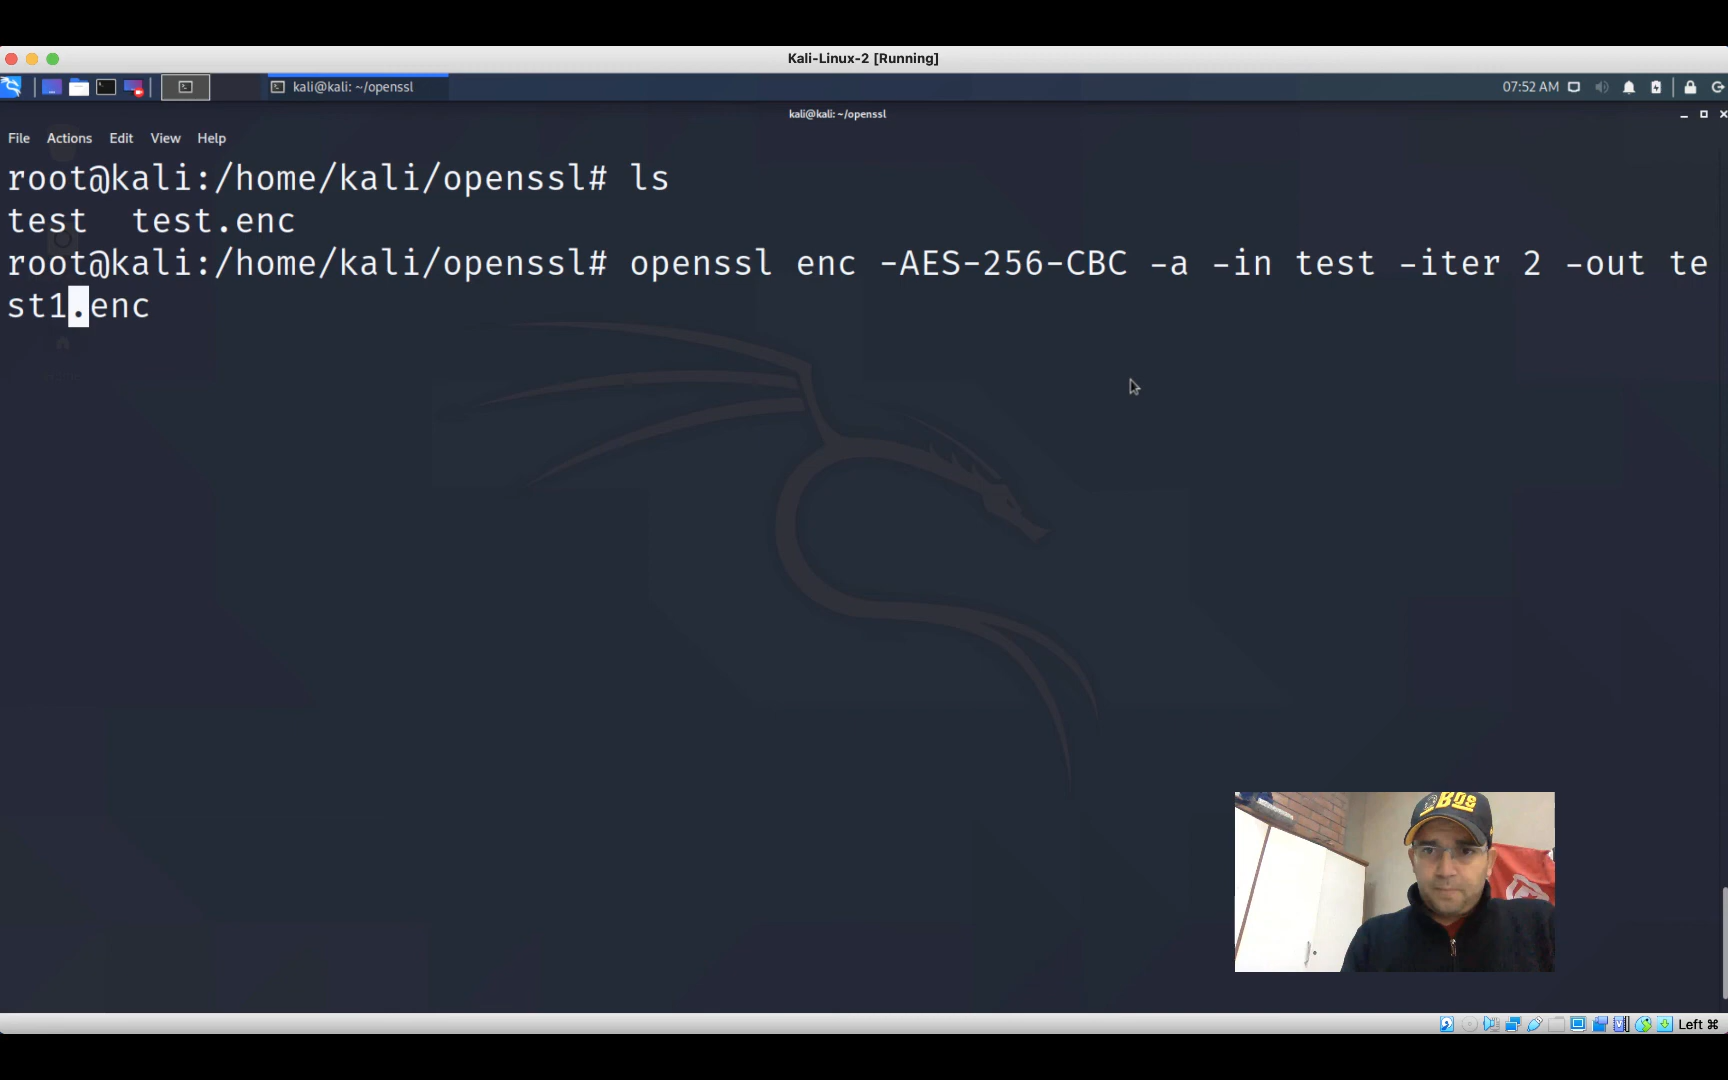 Kali-Linux-2 [Running]
kali@kali: ~/openssl
07:52 AM
kali@kali: ~/openssl
File Actions Edit View Help
root@kali:/home/kali/openssl# ls
test test.enc
root@kali:/home/kali/openssl# openssl enc -AES-256-CBC -a -in test -iter 2 -out te
st1.enc
Left ⌘